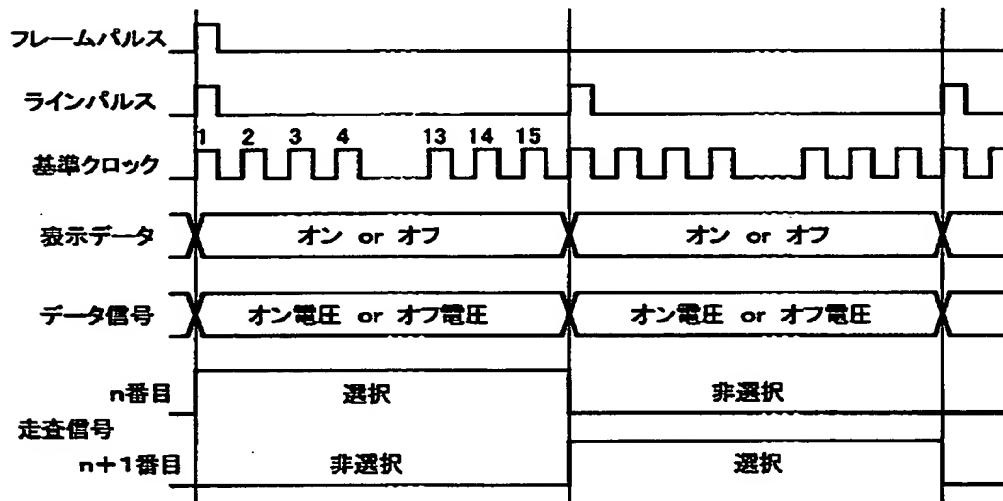 フレームパルス
ラインパルス
1 2 3 4 13 14 15
基準クロック
表示データ オン or オフ オン or オフ
データ信号 オン電圧 or オフ電圧 オン電圧 or オフ電圧
n番目 選択 非選択
走査信号
n+1番目 非選択 選択